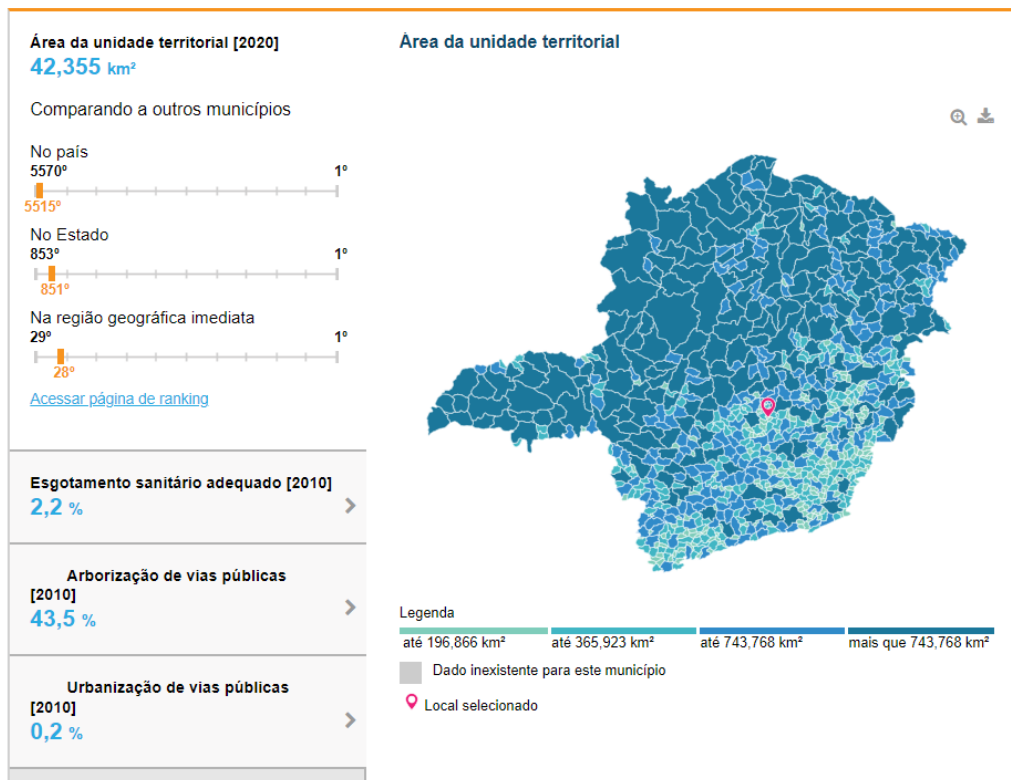 Área da unidade territorial [2020]
42,355 km²
Comparando a outros municípios
No país
5570º 1º
5515º
No Estado
853º 1º
851º
Na região geográfica imediata
29º 1º
28º
Acessar página de ranking
Esgotamento sanitário adequado [2010]
2,2 %
Arborização de vias públicas
[2010]
43,5 %
Urbanização de vias públicas
[2010]
0,2 %
Área da unidade territorial
Legenda
até 196,866 km² até 365,923 km² até 743,768 km² mais que 743,768 km²
Dado inexistente para este município
Local selecionado